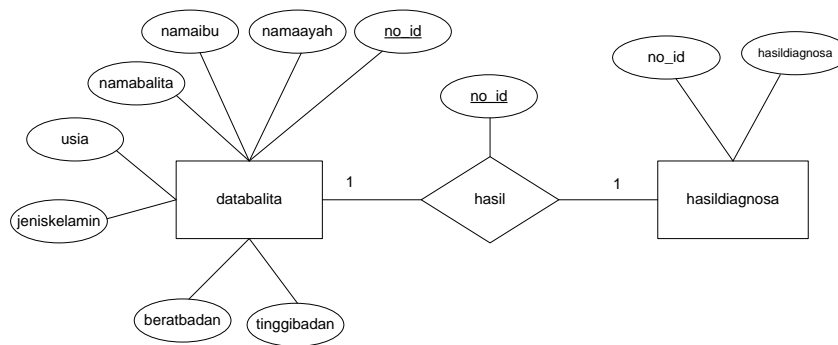 namaibu
namaayah
no_id
namabalita
usia
jeniskelamin
databalita
beratbadan
tinggibadan
1
no_id
hasil
1
no_id
hasildiagnosa
hasildiagnosa